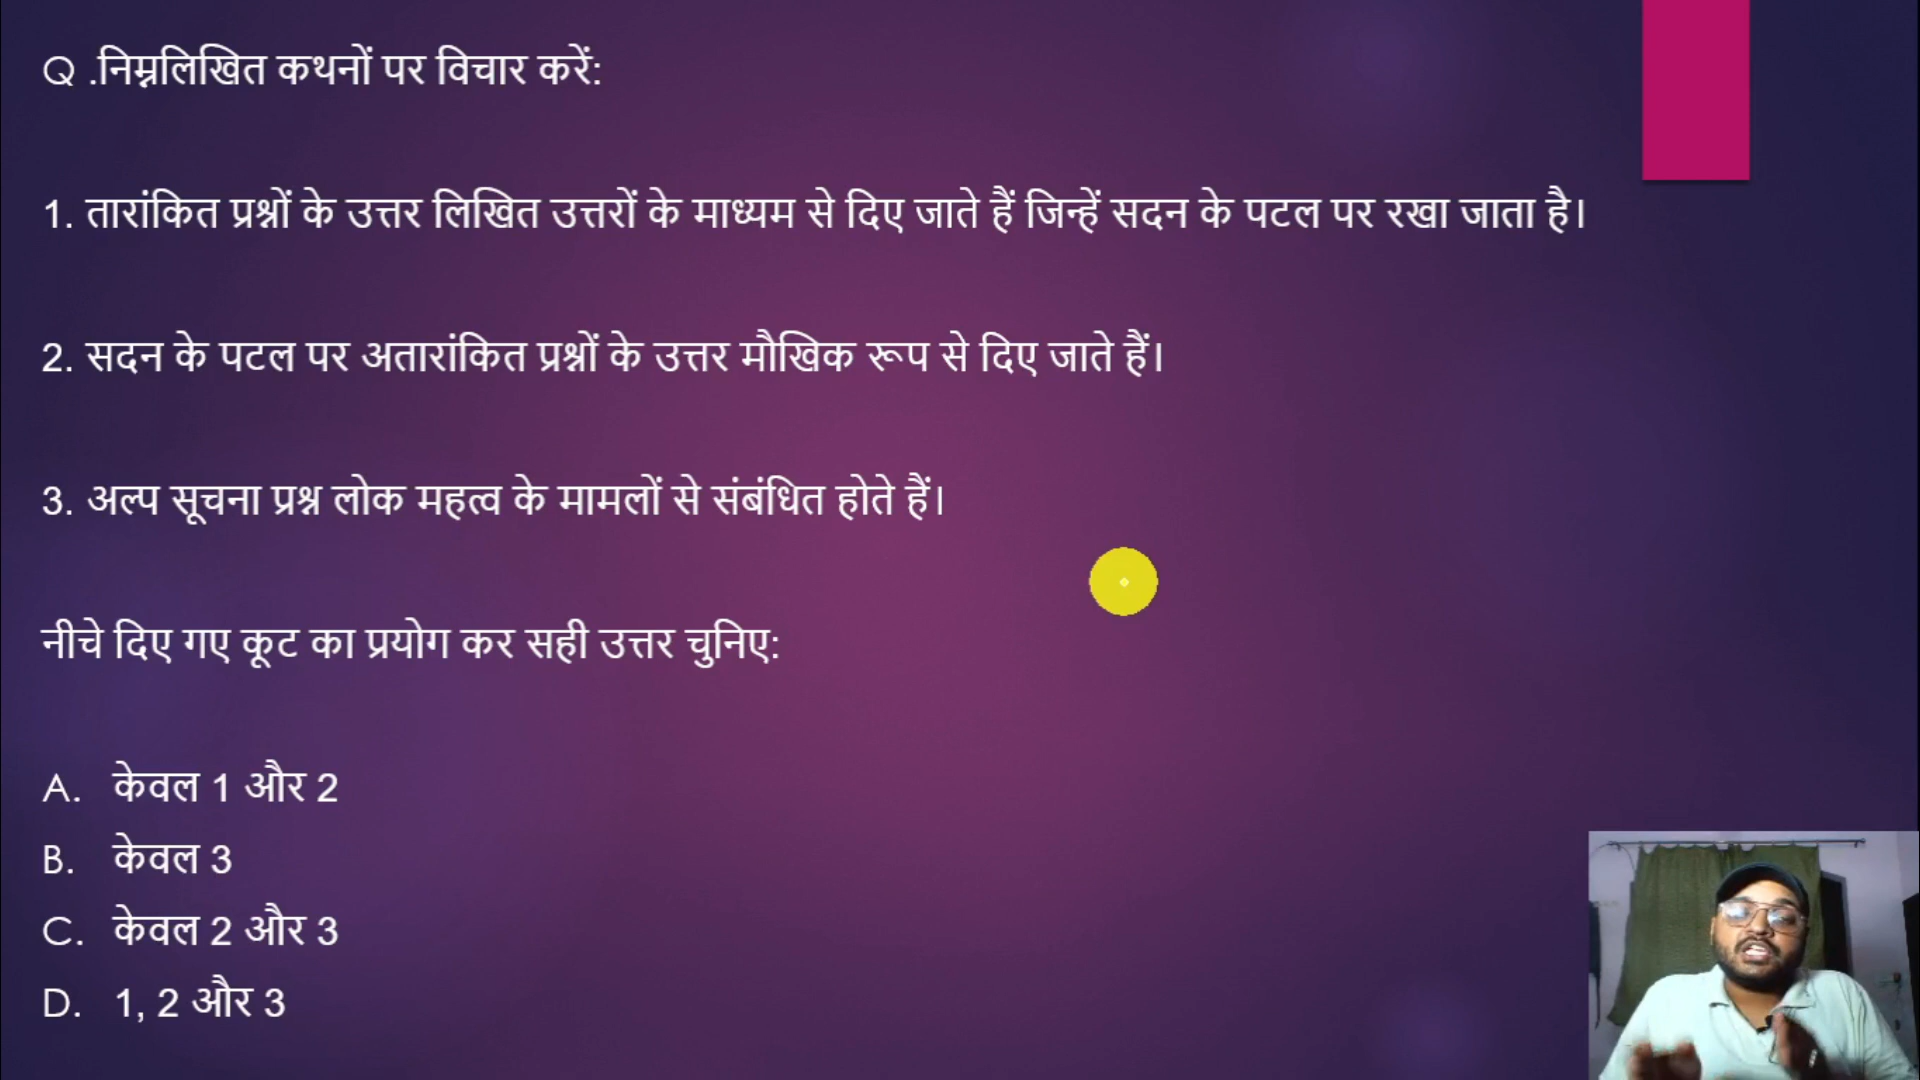 Q .निम्नलिखित कथनों पर विचार करें:
1. तारांकित प्रश्नों के उत्तर लिखित उत्तरों के माध्यम से दिए जाते हैं जिन्हें सदन के पटल पर रखा जाता है।
2. सदन के पटल पर अतारांकित प्रश्नों के उत्तर मौखिक रूप से दिए जाते हैं।
3. अल्प सूचना प्रश्न लोक महत्व के मामलों से संबंधित होते हैं।
नीचे दिए गए कूट का प्रयोग कर सही उत्तर चुनिए:
A. केवल 1 और 2
B. केवल 3
C. केवल 2 और 3
D. 1, 2 और 3